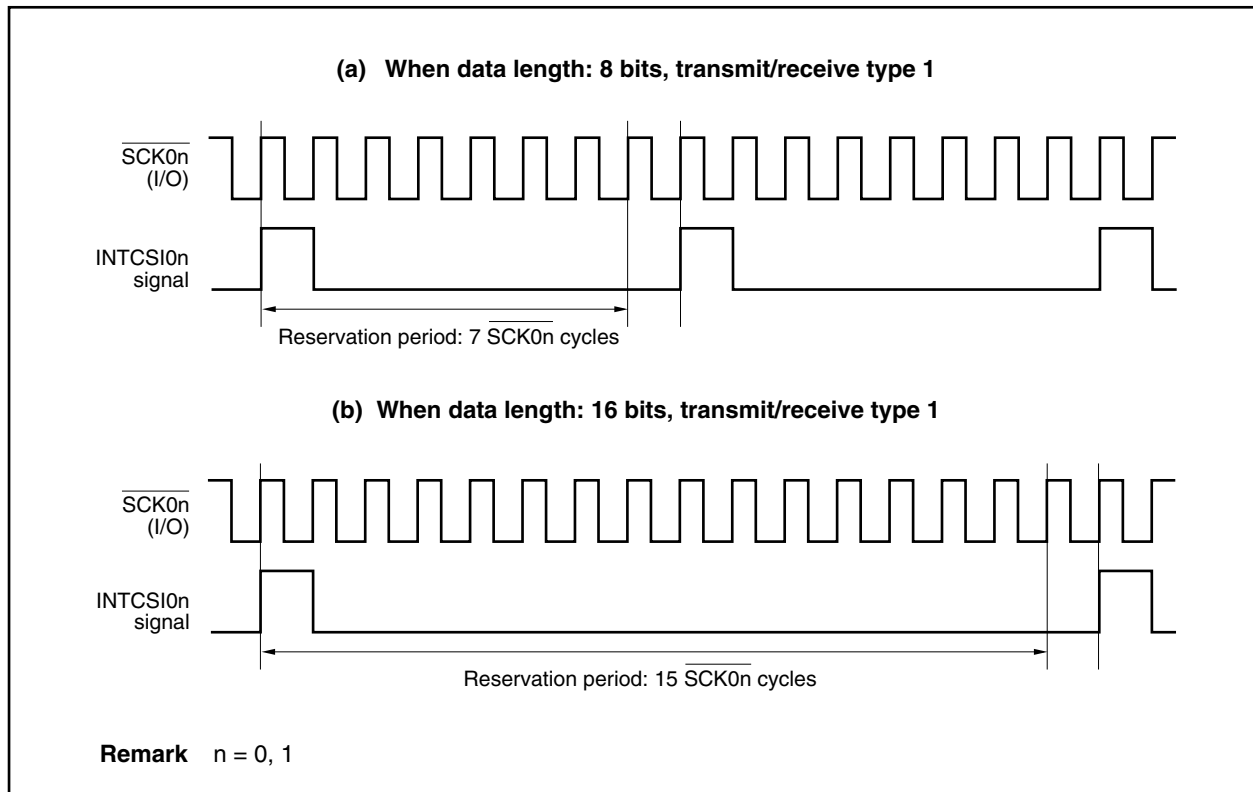 (a) When data length: 8 bits, transmit/receive type 1
SCK0n
(I/O)
INTCSI0n
signal
Reservation period: 7 SCK0n cycles
(b) When data length: 16 bits, transmit/receive type 1
SCK0n
(I/O)
INTCSI0n
signal
Reservation period: 15 SCK0n cycles
Remark n = 0, 1